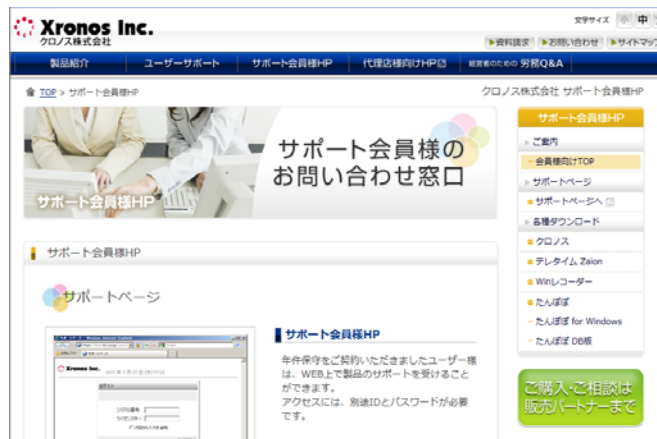 Xronos Inc.
クロノス株式会社
文字サイズ 小 中
資料請求 お問い合わせ サイトマップ
製品紹介 ユーザーサポート サポート会員様HP 代理店様向けHP 経営者のための 労務Q&A
TOP > サポート会員様HP
クロノス株式会社 サポート会員様HP
サポート会員様の
お問い合わせ窓口
サポート会員様HP
サポート会員様HP
サポートページ
Xronos Inc.
サポート会員様HP
年件保守をご契約いただきましたユーザー様
は、WEB上で製品のサポートを受けること
ができます。
アクセスには、別途IDとパスワードが必要
です。
サポート会員様HP
ご案内
会員様向けTOP
サポートページ
サポートページへ
各種ダウンロード
クロノス
テレタイム Zaion
Winレコーダー
たんぽぽ
たんぽぽ for Windows
たんぽぽ DB版
ご購入・ご相談は
販売パートナーまで